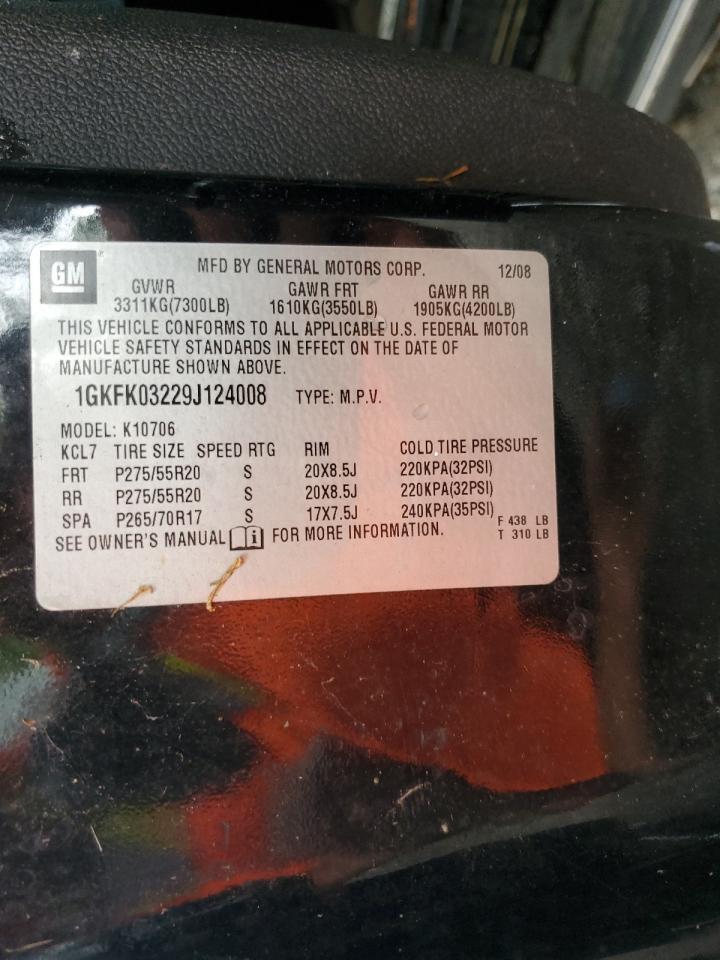 GM
MFD BY GENERAL MOTORS CORP. 12/08
GVWR GAWR FRT GAWR RR
3311KG(7300LB) 1610KG(3550LB) 1905KG(4200LB)
THIS VEHICLE CONFORMS TO ALL APPLICABLE U.S. FEDERAL MOTOR
VEHICLE SAFETY STANDARDS IN EFFECT ON THE DATE OF
MANUFACTURE SHOWN ABOVE.
1GKFK03229J124008 TYPE: M.P.V.
MODEL: K10706
KCL7 TIRE SIZE SPEED RTG RIM COLD TIRE PRESSURE
FRT P275/55R20 S 20X8.5J 220KPA(32PSI)
RR P275/55R20 S 20X8.5J 220KPA(32PSI)
SPA P265/70R17 S 17X7.5J 240KPA(35PSI)
F 438 LB
SEE OWNER'S MANUAL i FOR MORE INFORMATION. T 310 LB